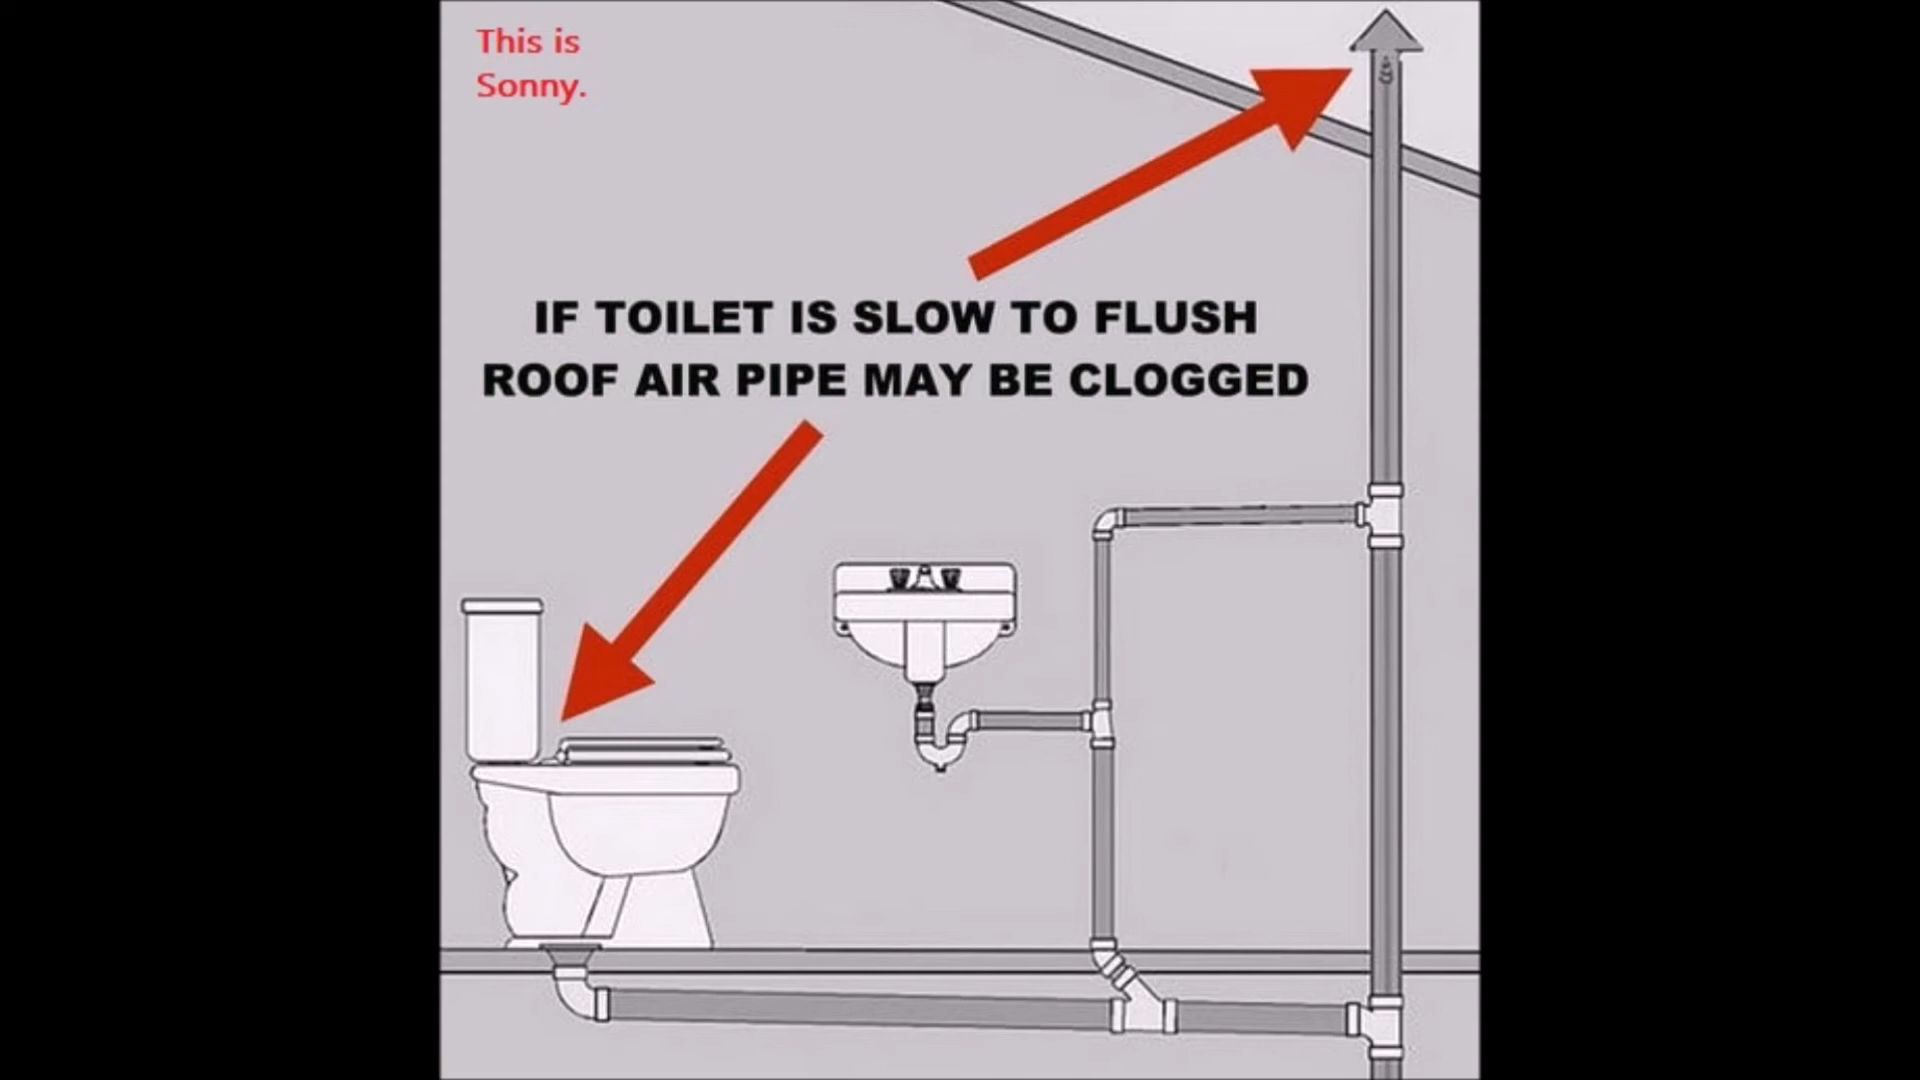 This is
Sonny.
IF TOILET IS SLOW TO FLUSH
ROOF AIR PIPE MAY BE CLOGGED